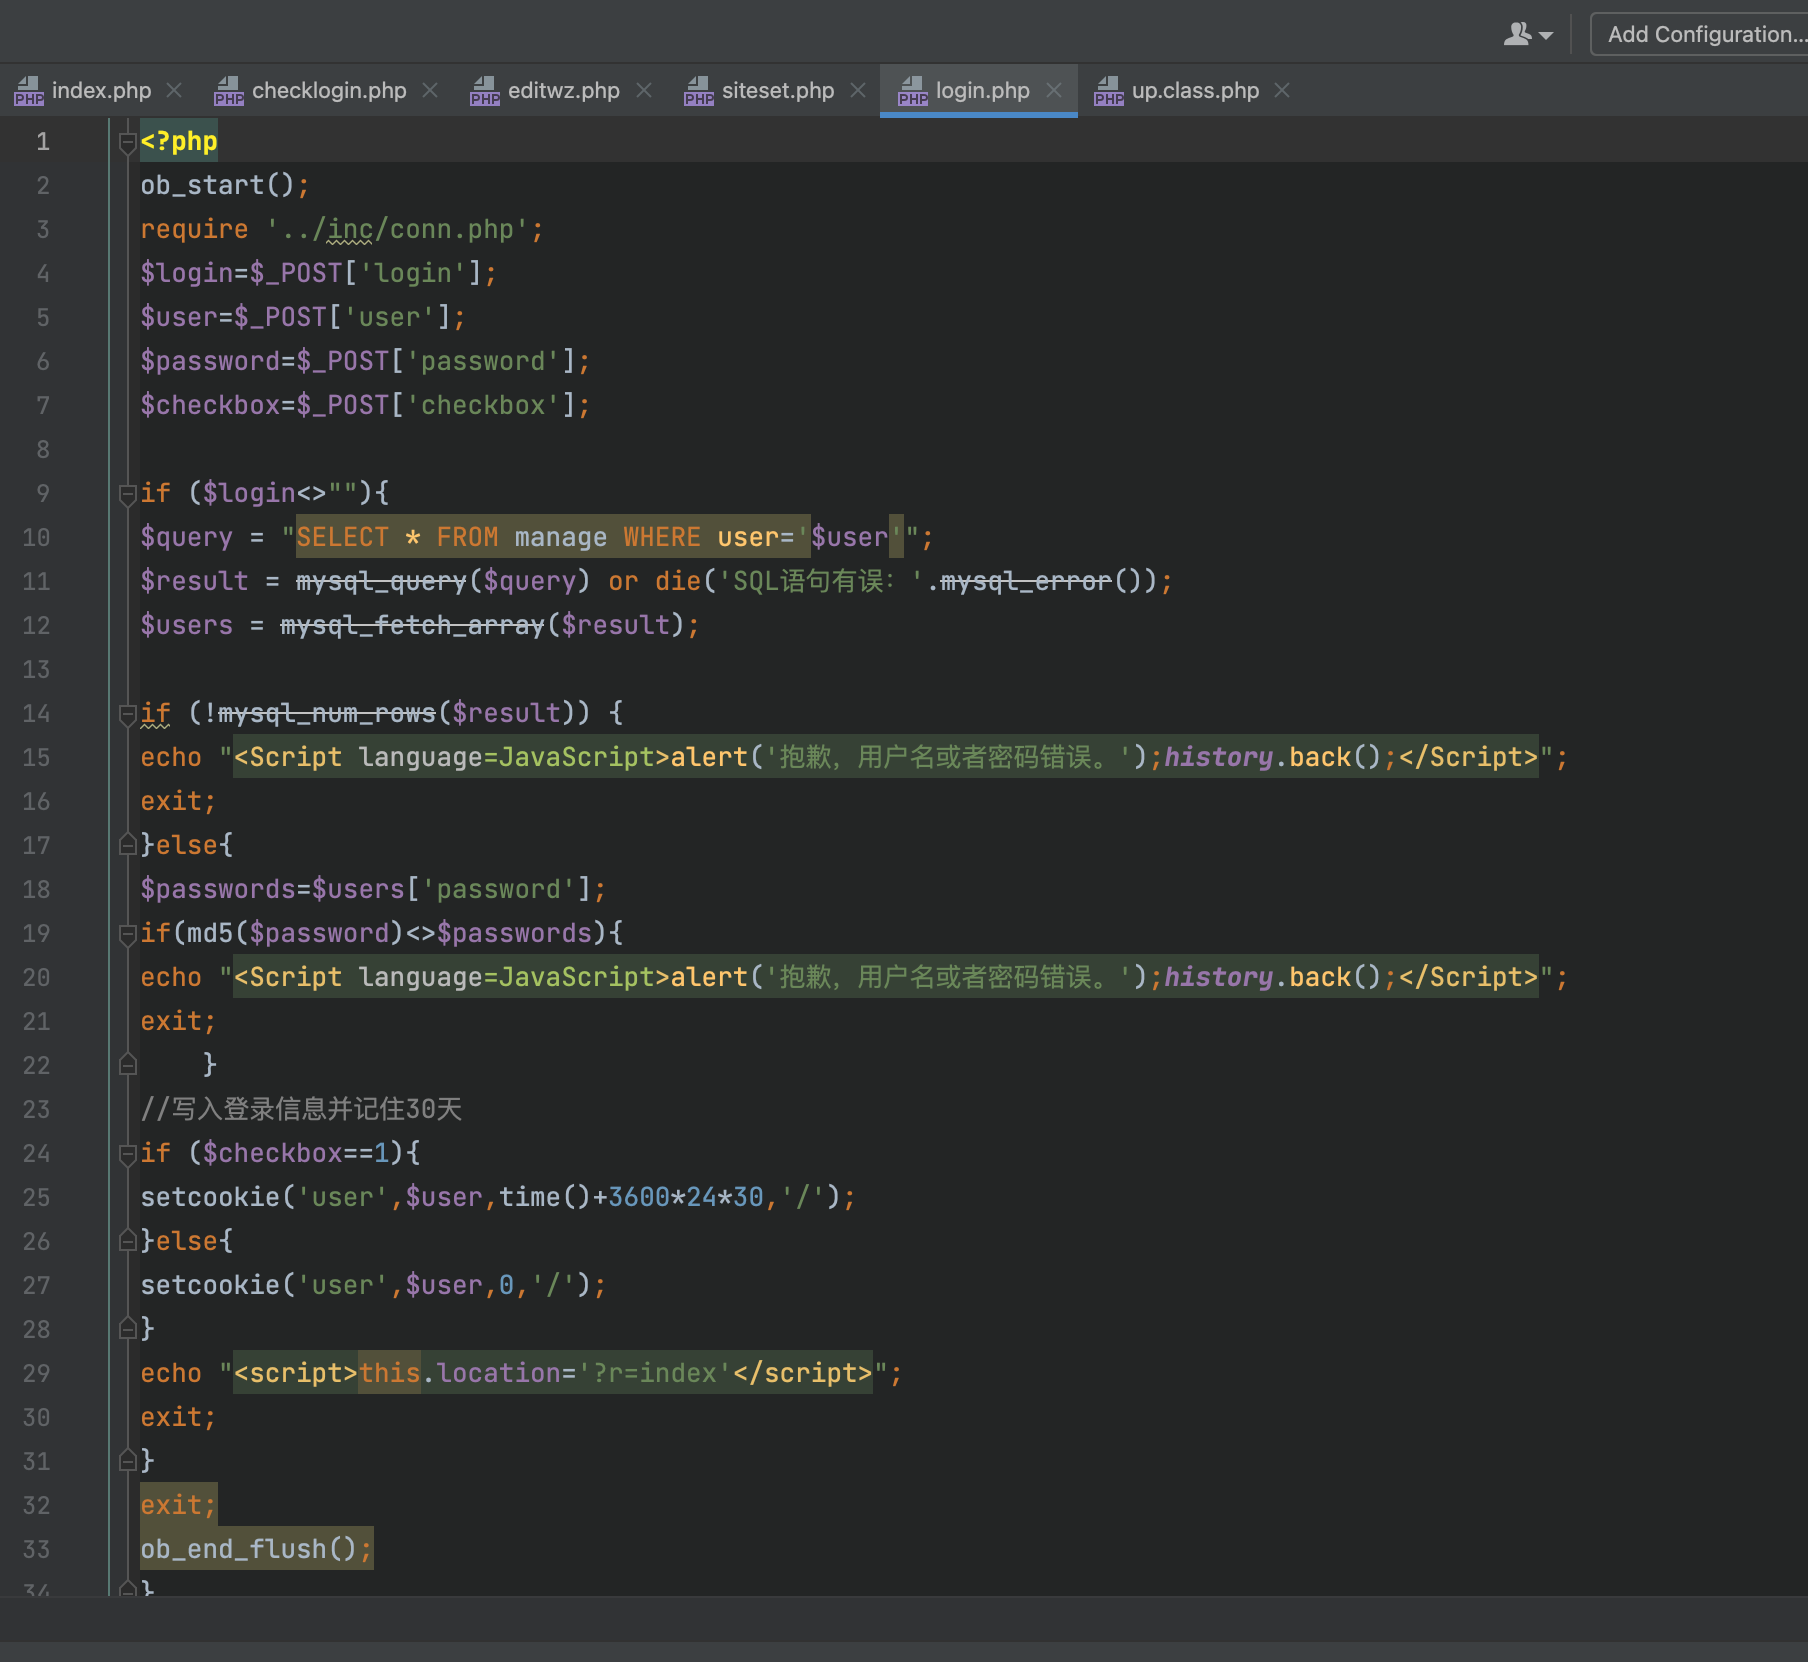 Add Configuration...
index.php
checklogin.php
editwz.php
siteset.php
login.php
up.class.php
1 <?php
2 ob_start();
3 require '../inc/conn.php';
4 $login=$_POST['login'];
5 $user=$_POST['user'];
6 $password=$_POST['password'];
7 $checkbox=$_POST['checkbox'];
8
9 if ($login<>""){
10 $query = "SELECT * FROM manage WHERE user='$user'";
11 $result = mysql_query($query) or die('SQL语句有误：'.mysql_error());
12 $users = mysql_fetch_array($result);
13
14 if (!mysql_num_rows($result)) {
15 echo "<Script language=JavaScript>alert('抱歉，用户名或者密码错误。');history.back();</Script>";
16 exit;
17 }else{
18 $passwords=$users['password'];
19 if(md5($password)<>$passwords){
20 echo "<Script language=JavaScript>alert('抱歉，用户名或者密码错误。');history.back();</Script>";
21 exit;
22     }
23 //写入登录信息并记住30天
24 if ($checkbox==1){
25 setcookie('user',$user,time()+3600*24*30,'/');
26 }else{
27 setcookie('user',$user,0,'/');
28 }
29 echo "<script>this.location='?r=index'</script>";
30 exit;
31 }
32 exit;
33 ob_end_flush();
34 }